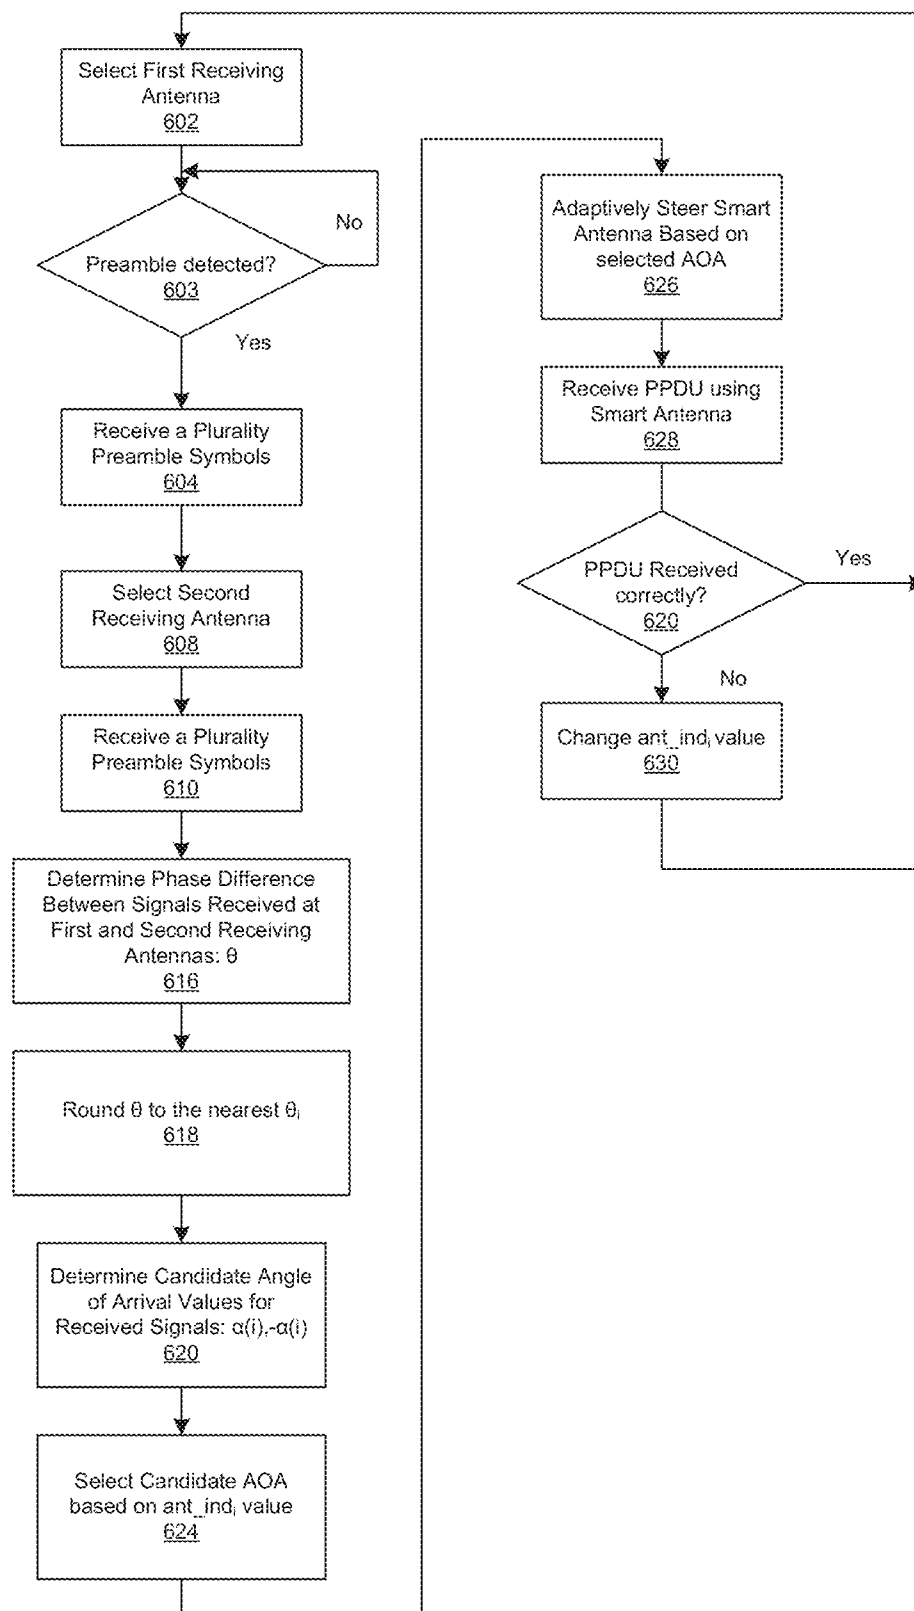 Select First Receiving
Antenna
602
No
Preamble detected?
603
Yes
Receive a Plurality
Preamble Symbols
604
Select Second
Receiving Antenna
608
Receive a Plurality
Preamble Symbols
610
Determine Phase Difference
Between Signals Received at
First and Second Receiving
Antennas: θ
616
Round θ to the nearest θᵢ
618
Determine Candidate Angle
of Arrival Values for
Received Signals: α(i),-α(i)
620
Select Candidate AOA
based on ant_indᵢ value
624
Adaptively Steer Smart
Antenna Based on
selected AOA
626
Receive PPDU using
Smart Antenna
628
PPDU Received
correctly?
620
Yes
No
Change ant_indᵢ value
630